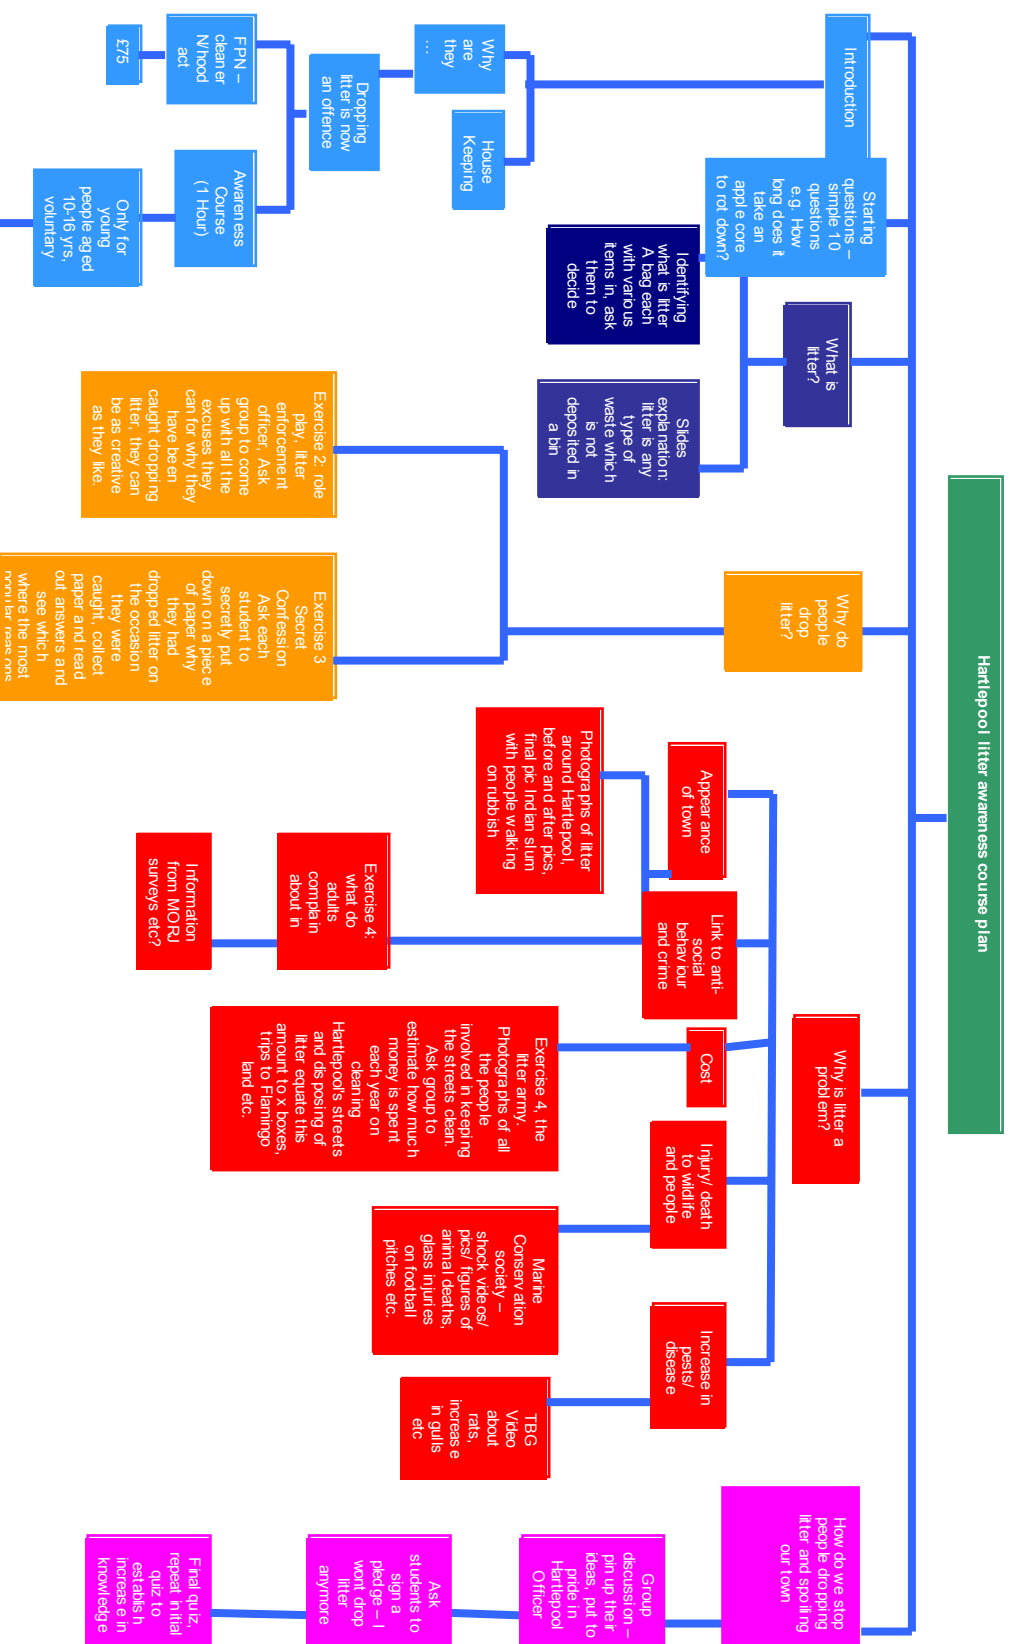 Hartlepool litter awareness course plan
Introduction
Why
are
they
…
House
Keeping
Dropping
litter is now
an offence
FPN –
cleaner
N/hood
act
£75
Awareness
Course
(1 Hour)
Only for
young
people aged
10-16 yrs,
voluntary
Starting
questions –
simple 10
questions
e.g. How
long does it
take an
apple core
to rot down?
What is
litter?
Identifying
what is litter
A bag each
with various
items in, ask
them to
decide
Slides
explanation:
litter is any
type of
waste which
is not
deposited in
a bin
Why do
people
drop
litter?
Exercise 2: role
play, litter
enforcement
officer, Ask
group to come
up with all the
excuses they
can for why they
have been
caught dropping
litter, they can
be as creative
as they like.
Exercise 3
Secret
Confession
Ask each
student to
secretly put
down on a piece
of paper why
they had
dropped litter on
the occasion
they were
caught, collect
paper and read
out answers and
see which
where the most
popular reasons
Why is litter a
problem?
Appearance
of town
Photographs of litter
around Hartlepool,
before and after pics,
final pic Indian slum
with people walking
on rubbish
Link to anti-
social
behaviour
and crime
Exercise 4:
what do
adults
complain
about in
Information
from MORJ
surveys etc?
Cost
Exercise 4, the
litter army.
Photographs of all
the people
involved in keeping
the streets clean.
Ask group to
estimate how much
money is spent
each year on
cleaning
Hartlepool's streets
and disposing of
litter equate this
amount to x boxes,
trips to Flamingo
land etc.
Injury/ death
to wildlife
and people
Marine
Conservation
society –
shock videos/
pics/ figures of
animal deaths,
glass injuries
on football
pitches etc.
Increase in
pests/
disease
TBG
Video
about
rats,
increase
in gulls
etc
How do we stop
people dropping
litter and spoiling
our town
Group
discussion –
pin up their
ideas, put to
pride in
Hartlepool
Officer
Ask
students to
sign a
pledge – I
wont drop
litter
anymore
Final quiz,
repeat initial
quiz to
establish
increase in
knowledge